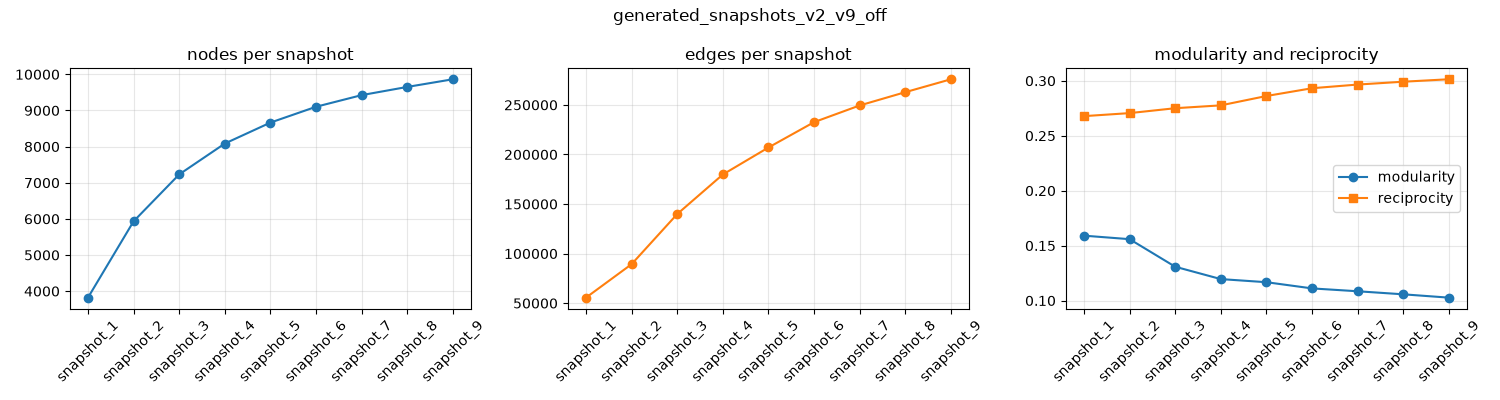 generated_snapshots_v2_v9_off
nodes per snapshot
10000
9000
8000
7000
6000
5000
4000
snapshot_1
snapshot_2
snapshot_3
snapshot_4
snapshot_5
snapshot_6
snapshot_7
snapshot_8
snapshot_9
edges per snapshot
250000
200000
150000
100000
50000
snapshot_1
snapshot_2
snapshot_3
snapshot_4
snapshot_5
snapshot_6
snapshot_7
snapshot_8
snapshot_9
modularity and reciprocity
0.30
0.25
0.20
0.15
0.10
modularity
reciprocity
snapshot_1
snapshot_2
snapshot_3
snapshot_4
snapshot_5
snapshot_6
snapshot_7
snapshot_8
snapshot_9